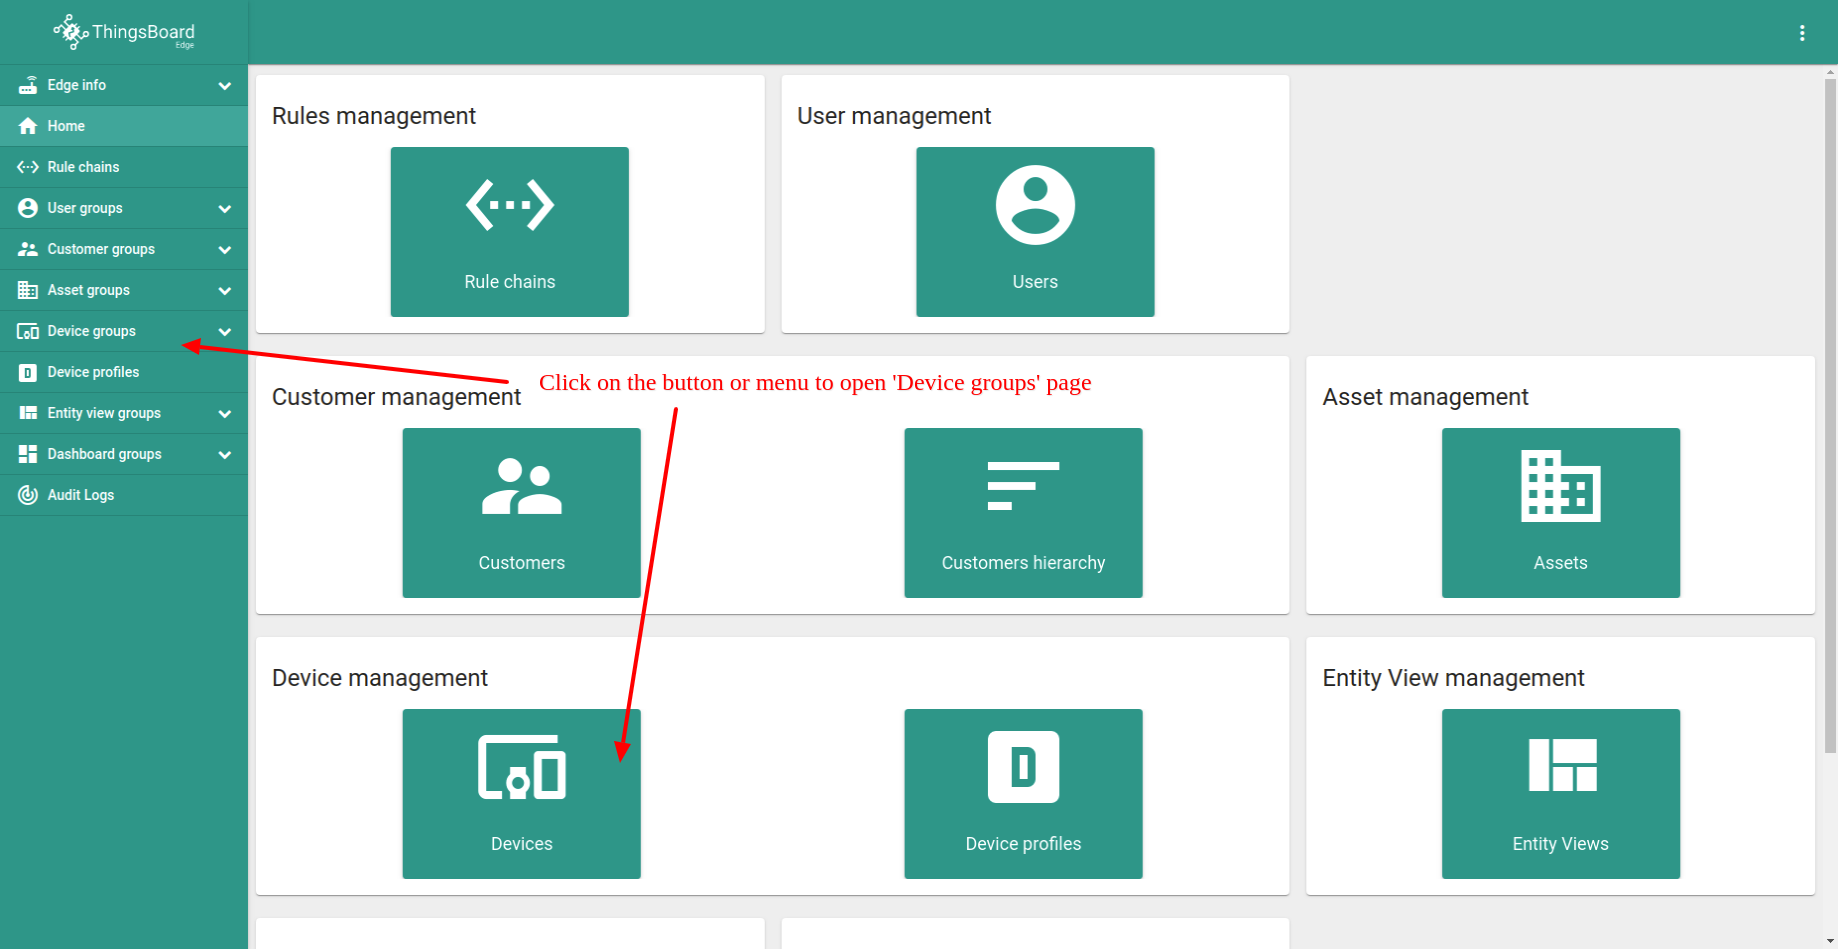 ThingsBoard
Edge
Edge info
Home
Rule chains
User groups
Customer groups
Asset groups
Device groups
Device profiles
Entity view groups
Dashboard groups
Audit Logs
Rules management
Rule chains
User management
Users
Click on the button or menu to open 'Device groups' page
Customer management
Customers
Customers hierarchy
Asset management
Assets
Device management
Devices
D
Device profiles
Entity View management
Entity Views